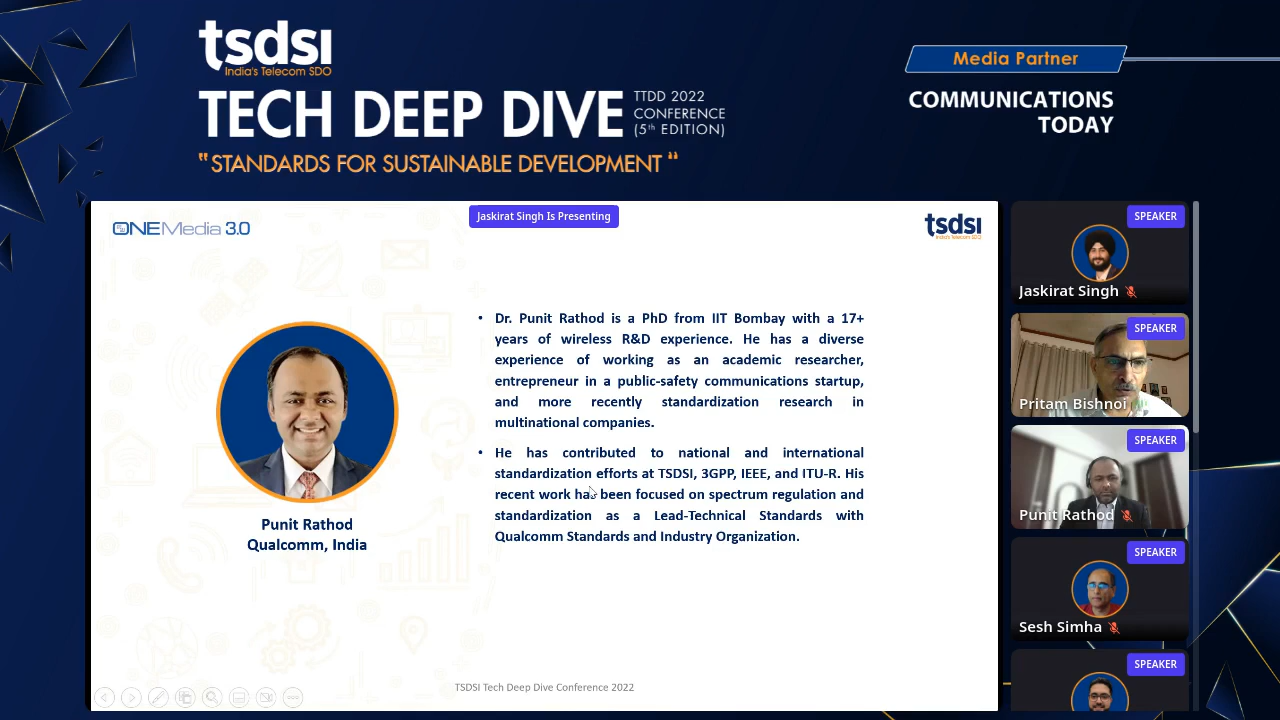 tsdsi
India's Telecom SDO
TECH DEEP DIVE
TTDD 2022
CONFERENCE
(5th EDITION)
"STANDARDS FOR SUSTAINABLE DEVELOPMENT"
Media Partner
COMMUNICATIONS
TODAY
ONEMedia 3.0
Jaskirat Singh Is Presenting
tsdsi
India's Telecom SDO
Punit Rathod
Qualcomm, India
• Dr. Punit Rathod is a PhD from IIT Bombay with a 17+
years of wireless R&D experience. He has a diverse
experience of working as an academic researcher,
entrepreneur in a public-safety communications startup,
and more recently standardization research in
multinational companies.
• He has contributed to national and international
standardization efforts at TSDSI, 3GPP, IEEE, and ITU-R. His
recent work has been focused on spectrum regulation and
standardization as a Lead-Technical Standards with
Qualcomm Standards and Industry Organization.
TSDSI Tech Deep Dive Conference 2022
SPEAKER
Jaskirat Singh
SPEAKER
Pritam Bishnoi
SPEAKER
Punit Rathod
SPEAKER
Sesh Simha
SPEAKER